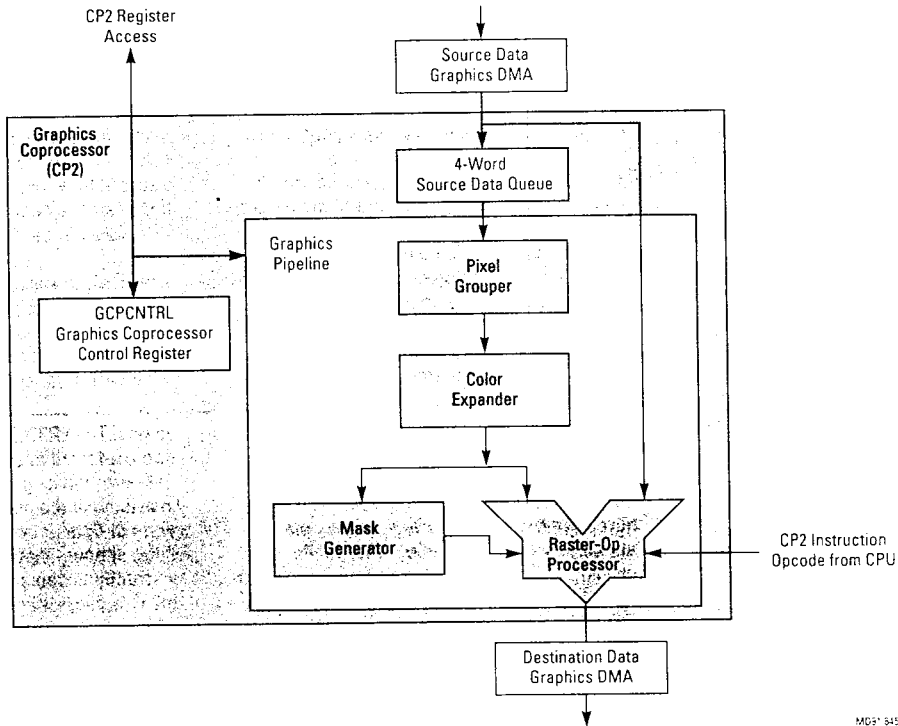 CP2 Register
Access
Source Data
Graphics DMA
Graphics
Coprocessor
(CP2)
4-Word
Source Data Queue
Graphics
Pipeline
Pixel
Grouper
GCPCNTRL
Graphics Coprocessor
Control Register
Color
Expander
Mask
Generator
Raster-Op
Processor
CP2 Instruction
Opcode from CPU
Destination Data
Graphics DMA